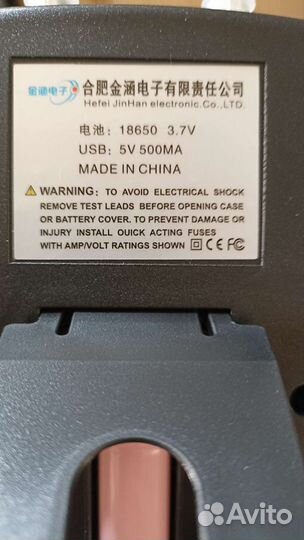 金涵电子 合肥金涵电子有限责任公司
Hefei JinHan electronic.Co.,LTD.
电池: 18650 3.7V
USB: 5V 500MA
MADE IN CHINA
WARNING: TO AVOID ELECTRICAL SHOCK
REMOVE TEST LEADS BEFORE OPENING CASE
OR BATTERY COVER. TO PREVENT DAMAGE OR
INJURY INSTALL QUICK ACTING FUSES
WITH AMP/VOLT RATINGS SHOWN CE FC
Avito